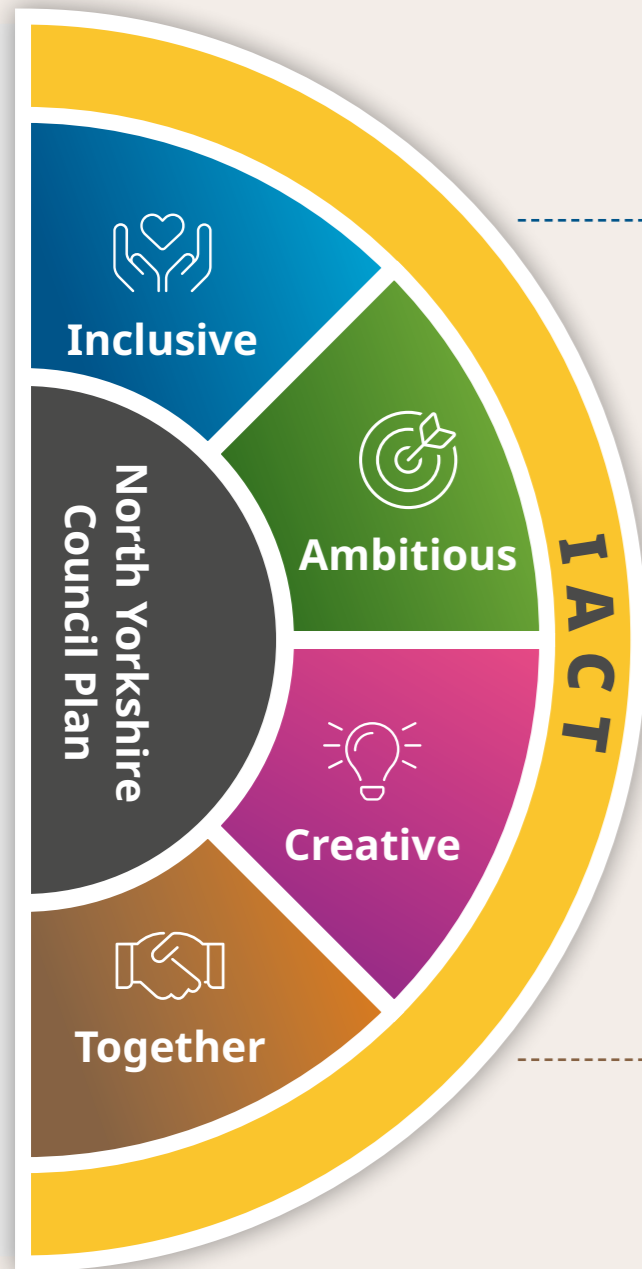 Inclusive
Ambitious
North Yorkshire
Council Plan
IACT
Creative
Together